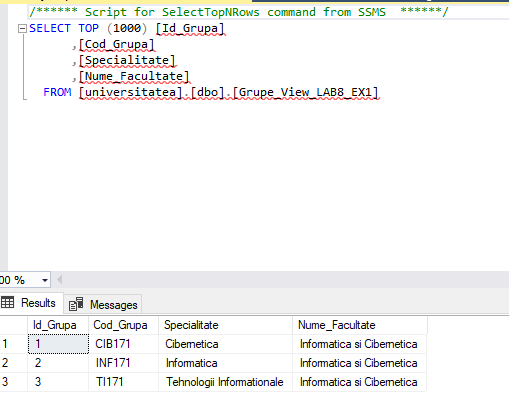 /****** Script for SelectTopNRows command from SSMS  ******/
SELECT TOP (1000) [Id_Grupa]
,[Cod_Grupa]
,[Specialitate]
,[Nume_Facultate]
FROM [universitatea].[dbo].[Grupe_View_LAB8_EX1]
00 %
Results Messages
Id_Grupa Cod_Grupa Specialitate Nume_Facultate
1 1 CIB171 Cibernetica Informatica si Cibernetica
2 2 INF171 Informatica Informatica si Cibernetica
3 3 TI171 Tehnologii Informationale Informatica si Cibernetica